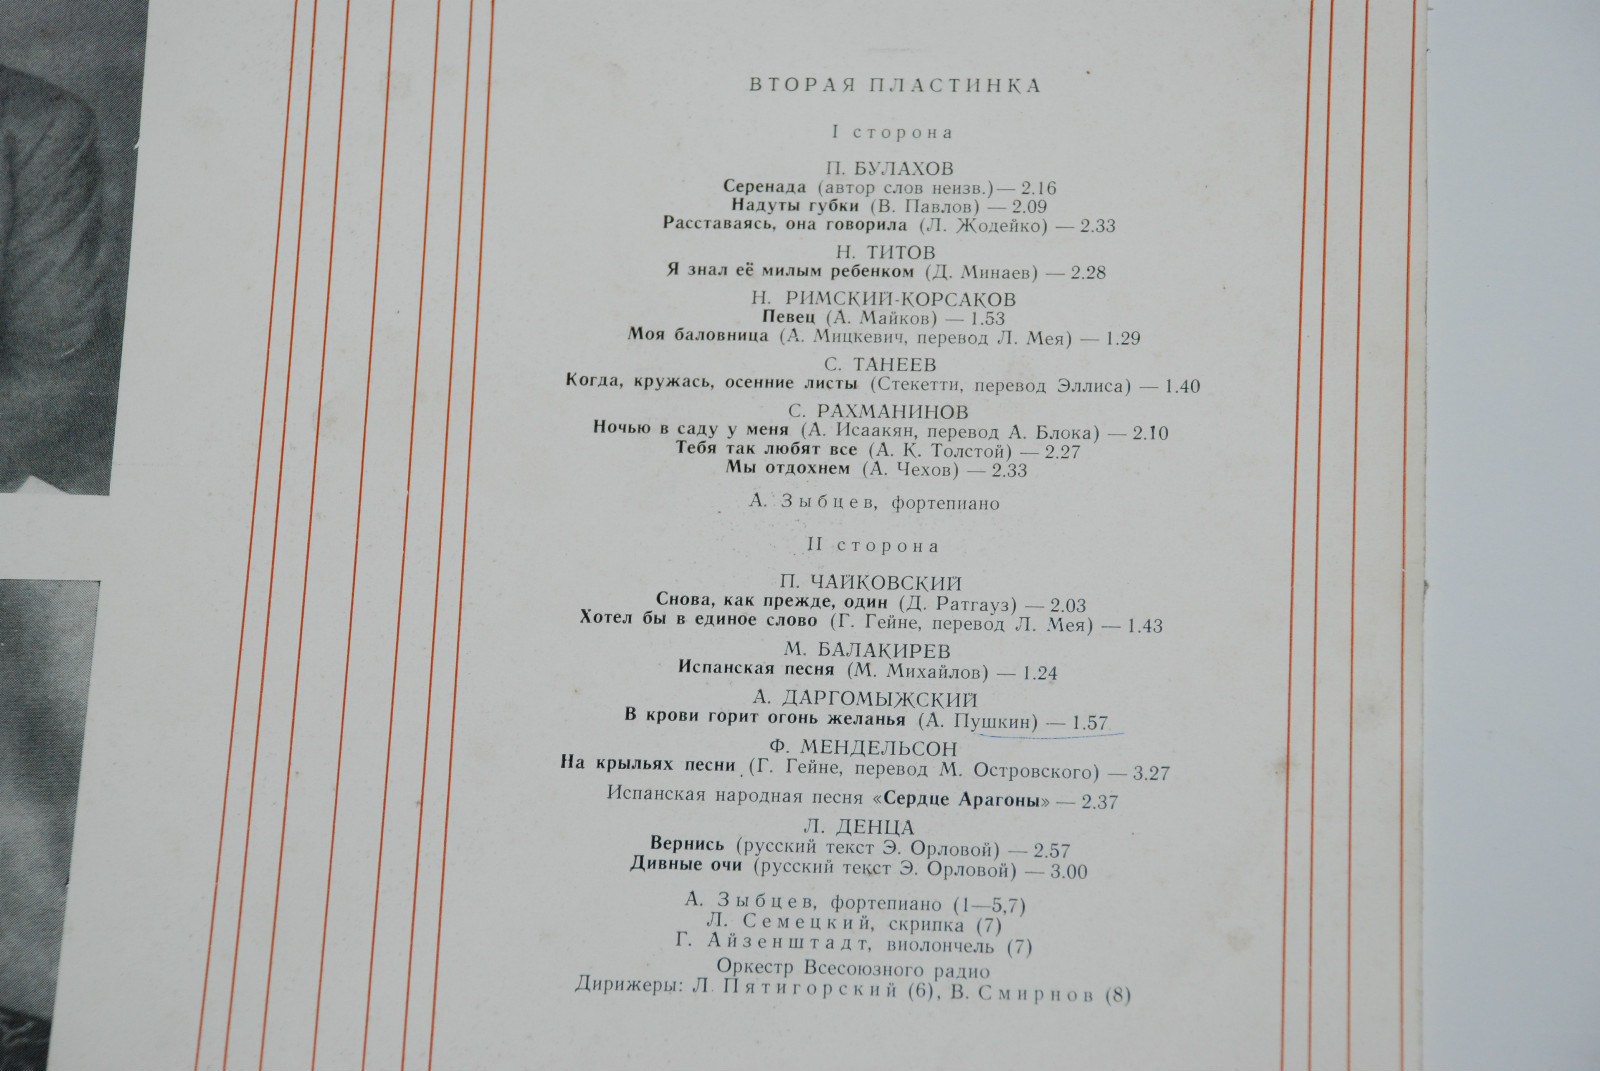 ВТОРАЯ ПЛАСТИНКА
I сторона
П. БУЛАХОВ
Серенада (автор слов неизв.) — 2.16
Надуты губки (В. Павлов) — 2.09
Расставаясь, она говорила (Л. Жодейко) — 2.33
Н. ТИТОВ
Я знал её милым ребенком (Д. Минаев) — 2.28
Н. РИМСКИЙ-КОРСАКОВ
Певец (А. Майков) — 1.53
Моя баловница (А. Мицкевич, перевод Л. Мея) — 1.29
С. ТАНЕЕВ
Когда, кружась, осенние листы (Стекетти, перевод Эллиса) — 1.40
С. РАХМАНИНОВ
Ночью в саду у меня (А. Исаакян, перевод А. Блока) — 2.10
Тебя так любят все (А. К. Толстой) — 2.27
Мы отдохнем (А. Чехов) — 2.33
А. Зыбцев, фортепиано
II сторона
П. ЧАЙКОВСКИЙ
Снова, как прежде, один (Д. Ратгауз) — 2.03
Хотел бы в единое слово (Г. Гейне, перевод Л. Мея) — 1.43
М. БАЛАКИРЕВ
Испанская песня (М. Михайлов) — 1.24
А. ДАРГОМЫЖСКИЙ
В крови горит огонь желанья (А. Пушкин) — 1.57
Ф. МЕНДЕЛЬСОН
На крыльях песни (Г. Гейне, перевод М. Островского) — 3.27
Испанская народная песня «Сердце Арагоны» — 2.37
Л. ДЕНЦА
Вернись (русский текст Э. Орловой) — 2.57
Дивные очи (русский текст Э. Орловой) — 3.00
А. Зыбцев, фортепиано (1—5,7)
Л. Семецкий, скрипка (7)
Г. Айзенштадт, виолончель (7)
Оркестр Всесоюзного радио
Дирижеры: Л. Пятигорский (6), В. Смирнов (8)